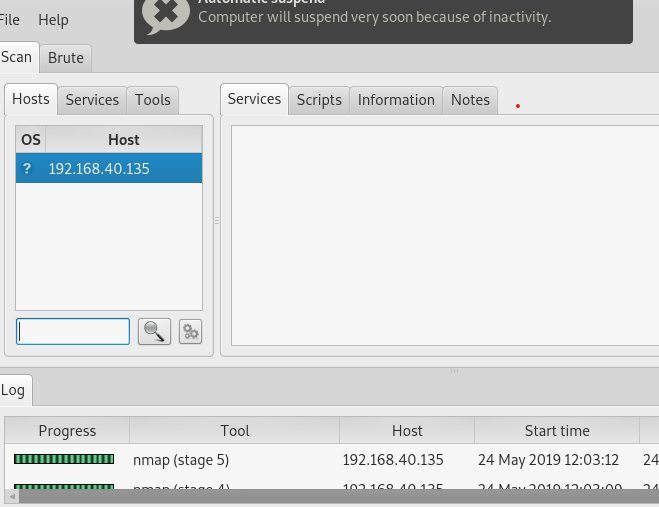 Automatic suspend
Computer will suspend very soon because of inactivity.
File Help
Scan Brute
Hosts Services Tools
Services Scripts Information Notes
OS Host
? 192.168.40.135
Log
Progress Tool Host Start time
nmap (stage 5) 192.168.40.135 24 May 2019 12:03:12 24
nmap (stage 4) 192.168.40.135 24 May 2019 12:03:09 24